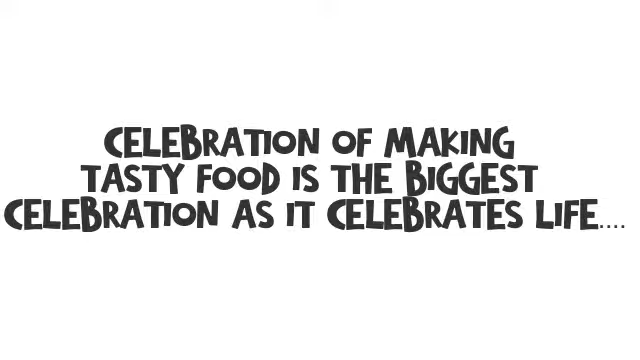 CELEBRATION OF MAKING
TASTY FOOD IS THE BIGGEST
CELEBRATION AS IT CELEBRATES LIFE....